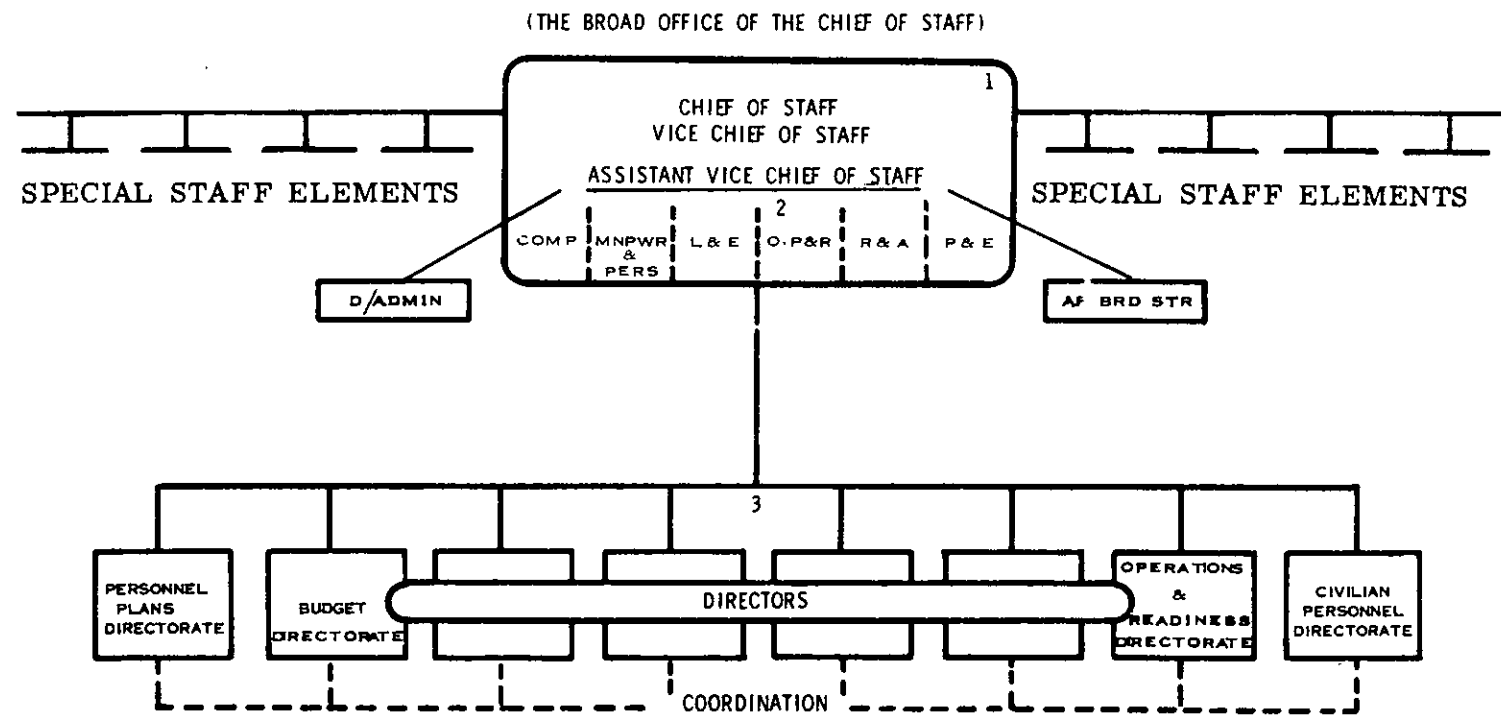 (THE BROAD OFFICE OF THE CHIEF OF STAFF)
1
CHIEF OF STAFF
VICE CHIEF OF STAFF
ASSISTANT VICE CHIEF OF STAFF
SPECIAL STAFF ELEMENTS
SPECIAL STAFF ELEMENTS
2
COMP
MNPWR
&
PERS
L & E
O.P&R
R & A
P & E
D/ADMIN
AF BRD STR
3
PERSONNEL
PLANS
DIRECTORATE
BUDGET
DIRECTORATE
DIRECTORS
OPERATIONS
&
READINESS
DIRECTORATE
CIVILIAN
PERSONNEL
DIRECTORATE
COORDINATION